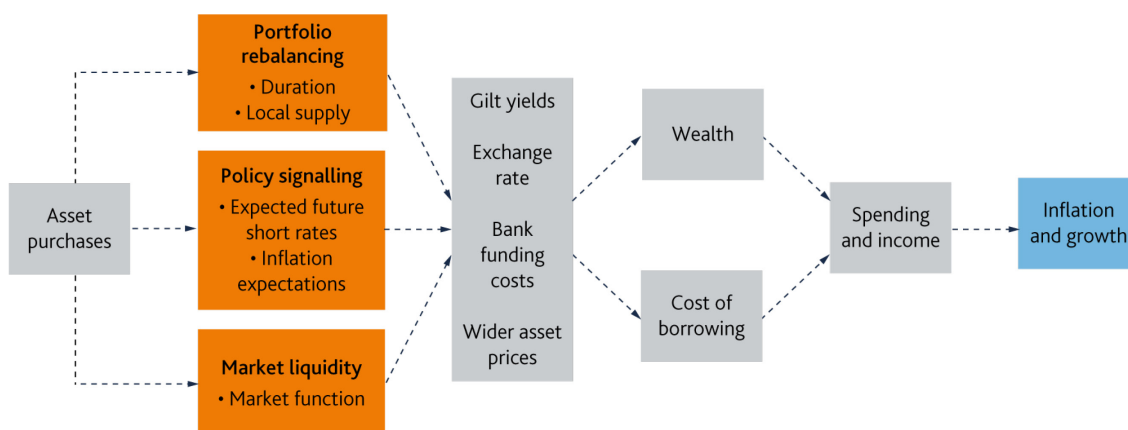 Asset
purchases
Portfolio
rebalancing
• Duration
• Local supply
Policy signalling
• Expected future
short rates
• Inflation
expectations
Market liquidity
• Market function
Gilt yields
Exchange
rate
Bank
funding
costs
Wider asset
prices
Wealth
Cost of
borrowing
Spending
and income
Inflation
and growth